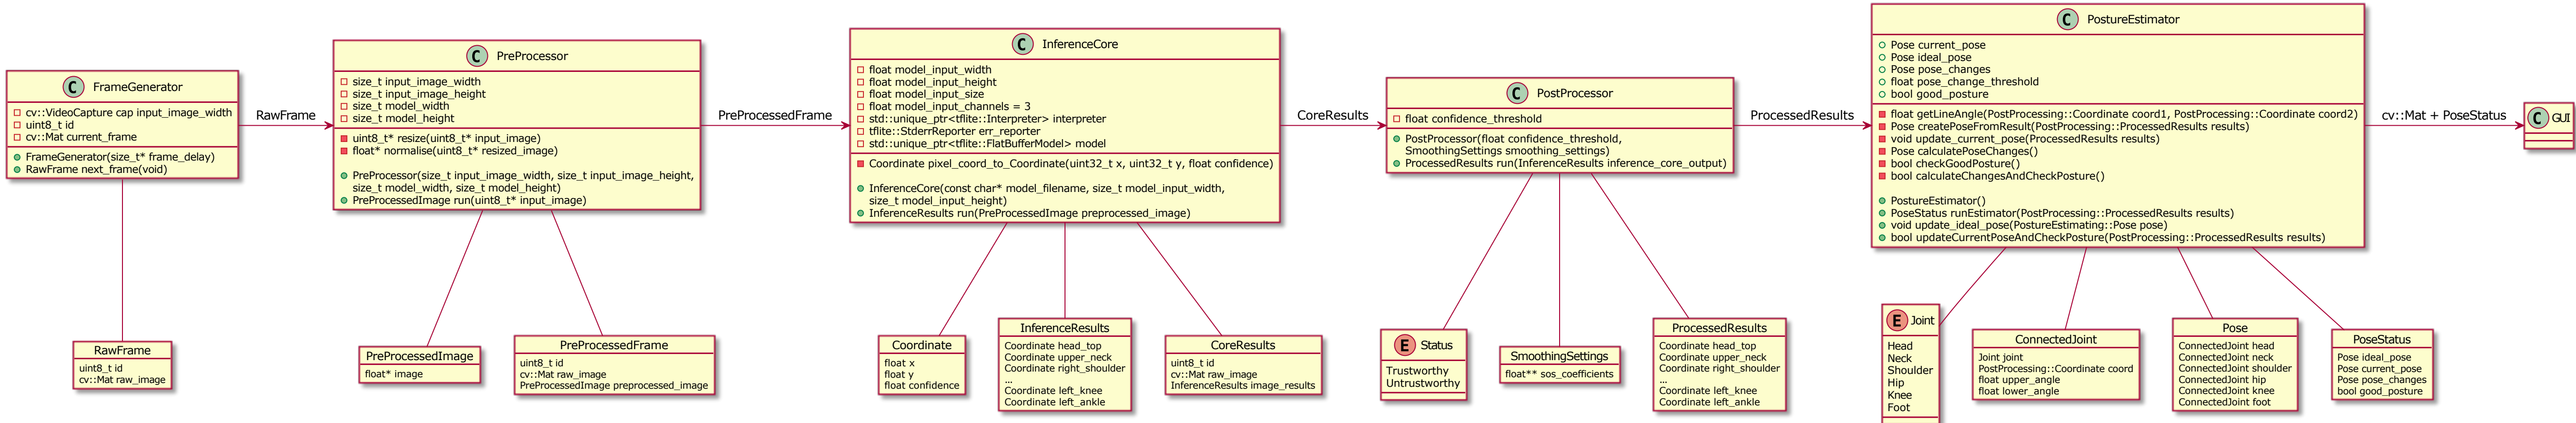 C FrameGenerator
cv::VideoCapture cap input_image_width
uint8_t id
cv::Mat current_frame
FrameGenerator(size_t* frame_delay)
RawFrame next_frame(void)
RawFrame
C PreProcessor
size_t input_image_width
size_t input_image_height
size_t model_width
size_t model_height
uint8_t* resize(uint8_t* input_image)
float* normalise(uint8_t* resized_image)
PreProcessor(size_t input_image_width, size_t input_image_height,
size_t model_width, size_t model_height)
PreProcessedImage run(uint8_t* input_image)
PreProcessedFrame
C InferenceCore
float model_input_width
float model_input_height
float model_input_size
float model_input_channels = 3
std::unique_ptr<tflite::Interpreter> interpreter
tflite::StderrReporter err_reporter
std::unique_ptr<tflite::FlatBufferModel> model
Coordinate pixel_coord_to_Coordinate(uint32_t x, uint32_t y, float confidence)
InferenceCore(const char* model_filename, size_t model_input_width,
size_t model_input_height)
InferenceResults run(PreProcessedImage preprocessed_image)
CoreResults
C PostProcessor
float confidence_threshold
PostProcessor(float confidence_threshold,
SmoothingSettings smoothing_settings)
ProcessedResults run(InferenceResults inference_core_output)
ProcessedResults
C PostureEstimator
Pose current_pose
Pose ideal_pose
Pose pose_changes
float pose_change_threshold
bool good_posture
float getLineAngle(PostProcessing::Coordinate coord1, PostProcessing::Coordinate coord2)
Pose createPoseFromResult(PostProcessing::ProcessedResults results)
void update_current_pose(ProcessedResults results)
Pose calculatePoseChanges()
bool checkGoodPosture()
bool calculateChangesAndCheckPosture()
PostureEstimator()
PoseStatus runEstimator(PostProcessing::ProcessedResults results)
void update_ideal_pose(PostureEstimating::Pose pose)
bool updateCurrentPoseAndCheckPosture(PostProcessing::ProcessedResults results)
cv::Mat + PoseStatus
C GUI
RawFrame
uint8_t id
cv::Mat raw_image
PreProcessedImage
float* image
PreProcessedFrame
uint8_t id
cv::Mat raw_image
PreProcessedImage preprocessed_image
Coordinate
float x
float y
float confidence
InferenceResults
Coordinate head_top
Coordinate upper_neck
Coordinate right_shoulder
...
Coordinate left_knee
Coordinate left_ankle
CoreResults
uint8_t id
cv::Mat raw_image
InferenceResults image_results
E Status
Trustworthy
Untrustworthy
SmoothingSettings
float** sos_coefficients
ProcessedResults
Coordinate head_top
Coordinate upper_neck
Coordinate right_shoulder
...
Coordinate left_knee
Coordinate left_ankle
E Joint
Head
Neck
Shoulder
Hip
Knee
Foot
ConnectedJoint
Joint joint
PostProcessing::Coordinate coord
float upper_angle
float lower_angle
Pose
ConnectedJoint head
ConnectedJoint neck
ConnectedJoint shoulder
ConnectedJoint hip
ConnectedJoint knee
ConnectedJoint foot
PoseStatus
Pose ideal_pose
Pose current_pose
Pose pose_changes
bool good_posture